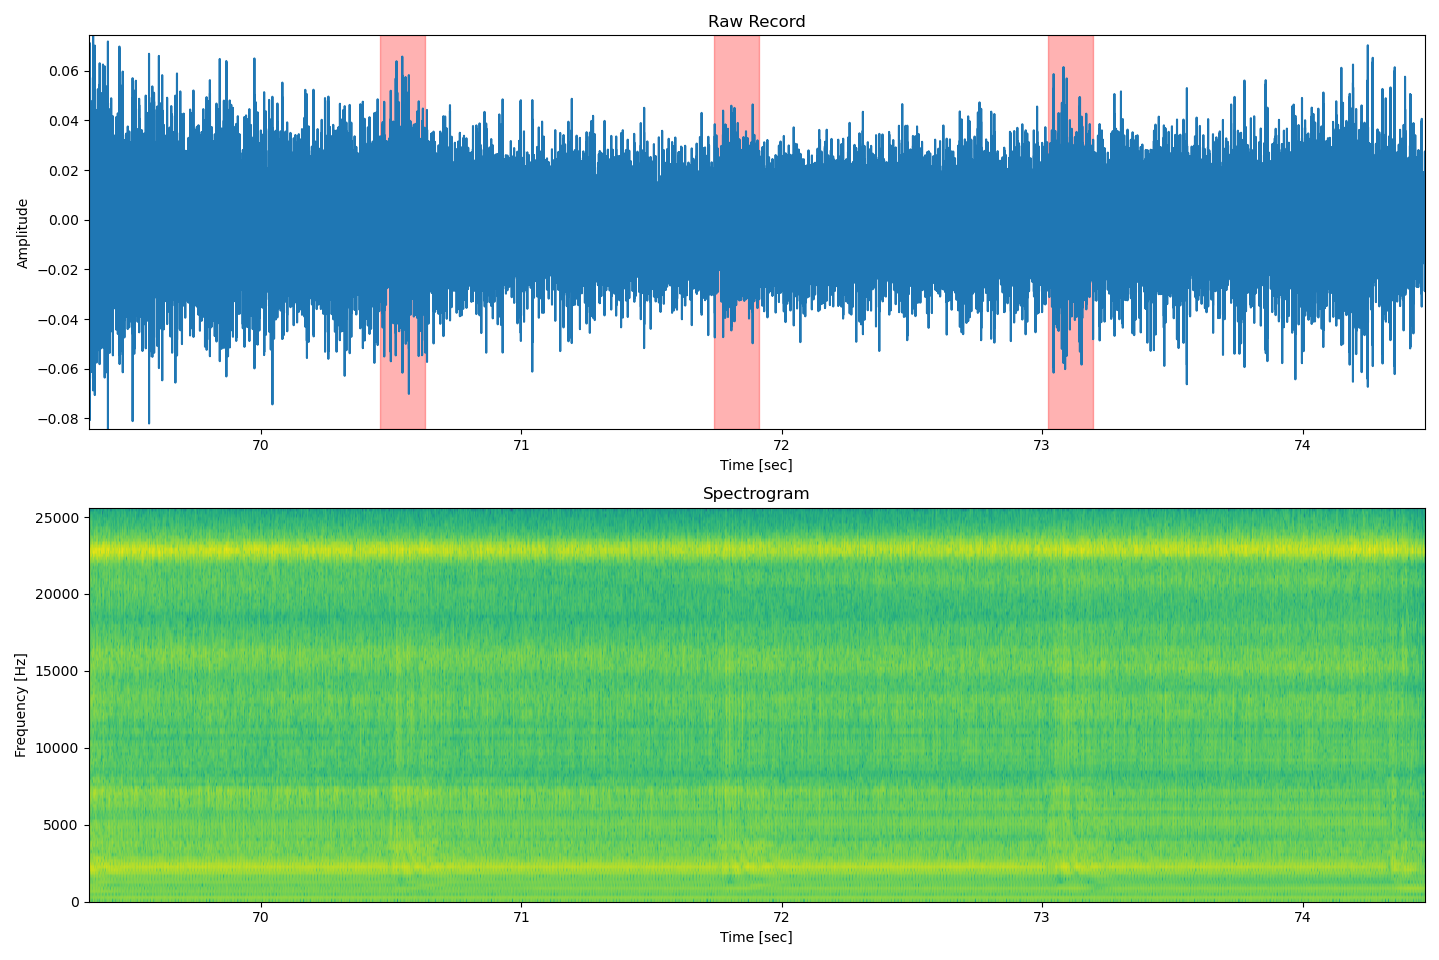 Raw Record
0.06
0.04
0.02
0.00
−0.02
−0.04
−0.06
−0.08
Amplitude
70 71 72 73 74
Time [sec]
Spectrogram
25000
20000
15000
10000
5000
0
Frequency [Hz]
70 71 72 73 74
Time [sec]